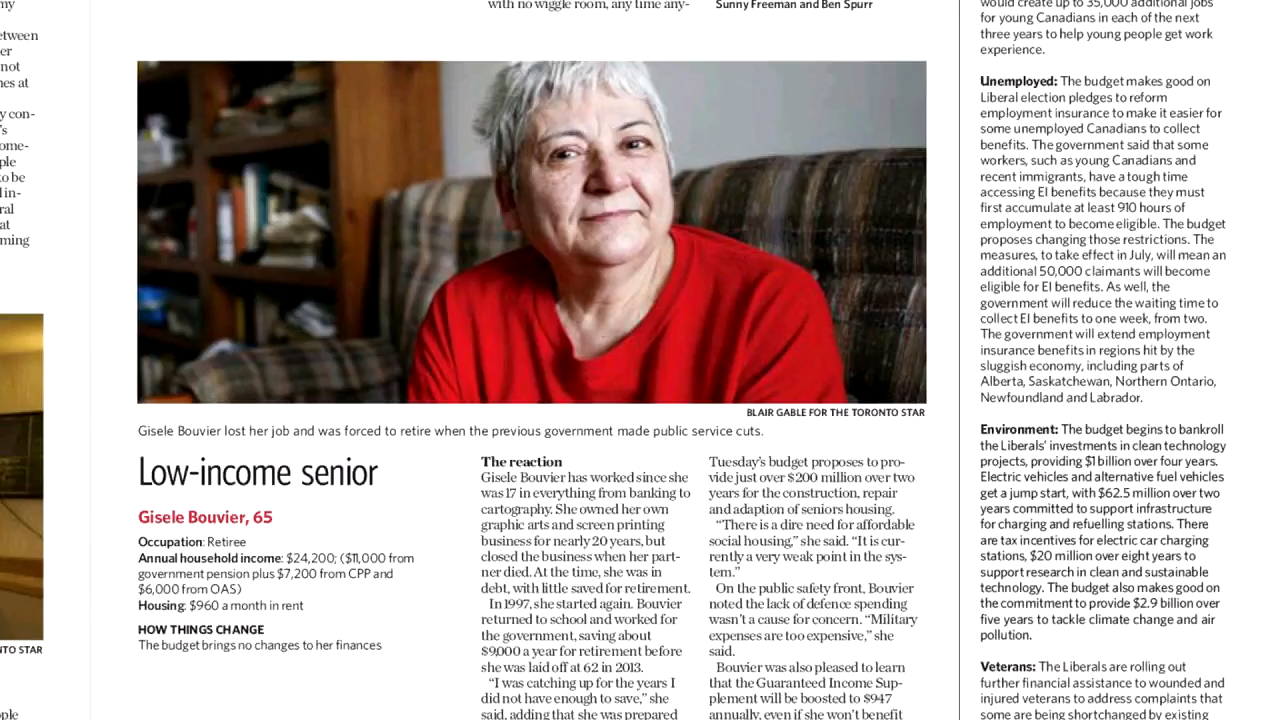 my
etween
er
not
nes at
y con-
's
ome-
ple
to be
l in-
ral
at
ming
NTO STAR
ople
with no wiggle room, any time any-
Sunny Freeman and Ben Spurr
BLAIR GABLE FOR THE TORONTO STAR
Gisele Bouvier lost her job and was forced to retire when the previous government made public service cuts.
Low-income senior
Gisele Bouvier, 65
Occupation: Retiree
Annual household income: $24,200; ($11,000 from
government pension plus $7,200 from CPP and
$6,000 from OAS)
Housing: $960 a month in rent
HOW THINGS CHANGE
The budget brings no changes to her finances
The reaction
Gisele Bouvier has worked since she
was 17 in everything from banking to
cartography. She owned her own
graphic arts and screen printing
business for nearly 20 years, but
closed the business when her part-
ner died. At the time, she was in
debt, with little saved for retirement.
In 1997, she started again. Bouvier
returned to school and worked for
the government, saving about
$9,000 a year for retirement before
she was laid off at 62 in 2013.
"I was catching up for the years I
did not have enough to save," she
said, adding that she was prepared
Tuesday's budget proposes to pro-
vide just over $200 million over two
years for the construction, repair
and adaption of seniors housing.
"There is a dire need for affordable
social housing," she said. "It is cur-
rently a very weak point in the sys-
tem."
On the public safety front, Bouvier
noted the lack of defence spending
wasn't a cause for concern. "Military
expenses are too expensive," she
said.
Bouvier was also pleased to learn
that the Guaranteed Income Sup-
plement will be boosted to $947
annually, even if she won't benefit
would create up to 35,000 additional jobs
for young Canadians in each of the next
three years to help young people get work
experience.
Unemployed: The budget makes good on
Liberal election pledges to reform
employment insurance to make it easier for
some unemployed Canadians to collect
benefits. The government said that some
workers, such as young Canadians and
recent immigrants, have a tough time
accessing EI benefits because they must
first accumulate at least 910 hours of
employment to become eligible. The budget
proposes changing those restrictions. The
measures, to take effect in July, will mean an
additional 50,000 claimants will become
eligible for EI benefits. As well, the
government will reduce the waiting time to
collect EI benefits to one week, from two.
The government will extend employment
insurance benefits in regions hit by the
sluggish economy, including parts of
Alberta, Saskatchewan, Northern Ontario,
Newfoundland and Labrador.
Environment: The budget begins to bankroll
the Liberals' investments in clean technology
projects, providing $1 billion over four years.
Electric vehicles and alternative fuel vehicles
get a jump start, with $62.5 million over two
years committed to support infrastructure
for charging and refuelling stations. There
are tax incentives for electric car charging
stations, $20 million over eight years to
support research in clean and sustainable
technology. The budget also makes good on
the commitment to provide $2.9 billion over
five years to tackle climate change and air
pollution.
Veterans: The Liberals are rolling out
further financial assistance to wounded and
injured veterans to address complaints that
some are being shortchanged by existing